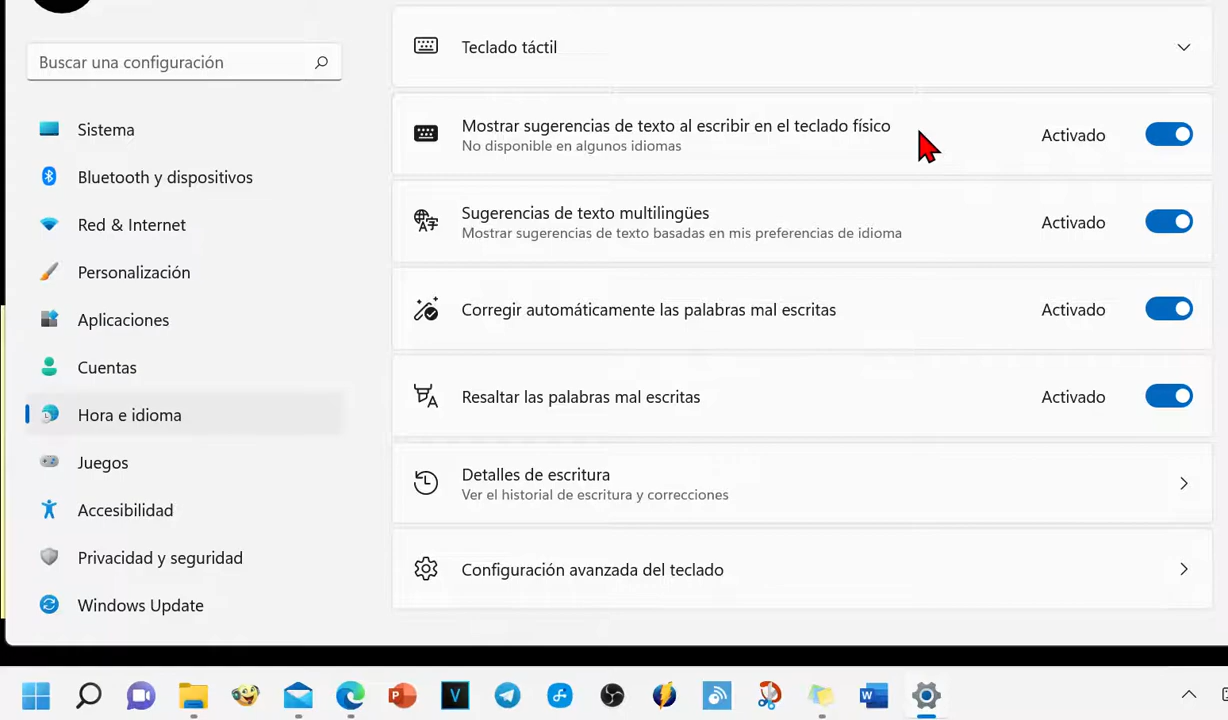 Buscar una configuración
Sistema
Bluetooth y dispositivos
Red & Internet
Personalización
Aplicaciones
Cuentas
Hora e idioma
Juegos
Accesibilidad
Privacidad y seguridad
Windows Update
Teclado táctil
Mostrar sugerencias de texto al escribir en el teclado físico
No disponible en algunos idiomas
Activado
Sugerencias de texto multilingües
Mostrar sugerencias de texto basadas en mis preferencias de idioma
Activado
Corregir automáticamente las palabras mal escritas
Activado
Resaltar las palabras mal escritas
Activado
Detalles de escritura
Ver el historial de escritura y correcciones
Configuración avanzada del teclado